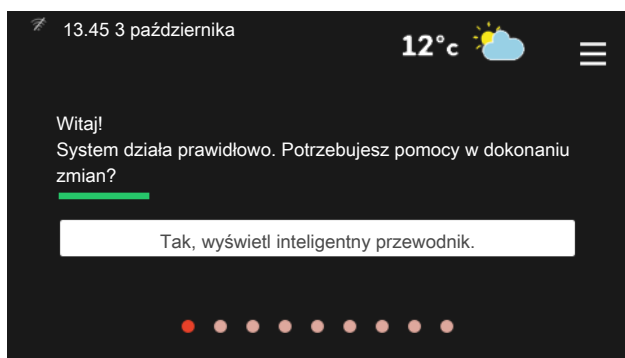 13.45 3 października
12°c
Witaj!
System działa prawidłowo. Potrzebujesz pomocy w dokonaniu
zmian?
Tak, wyświetl inteligentny przewodnik.